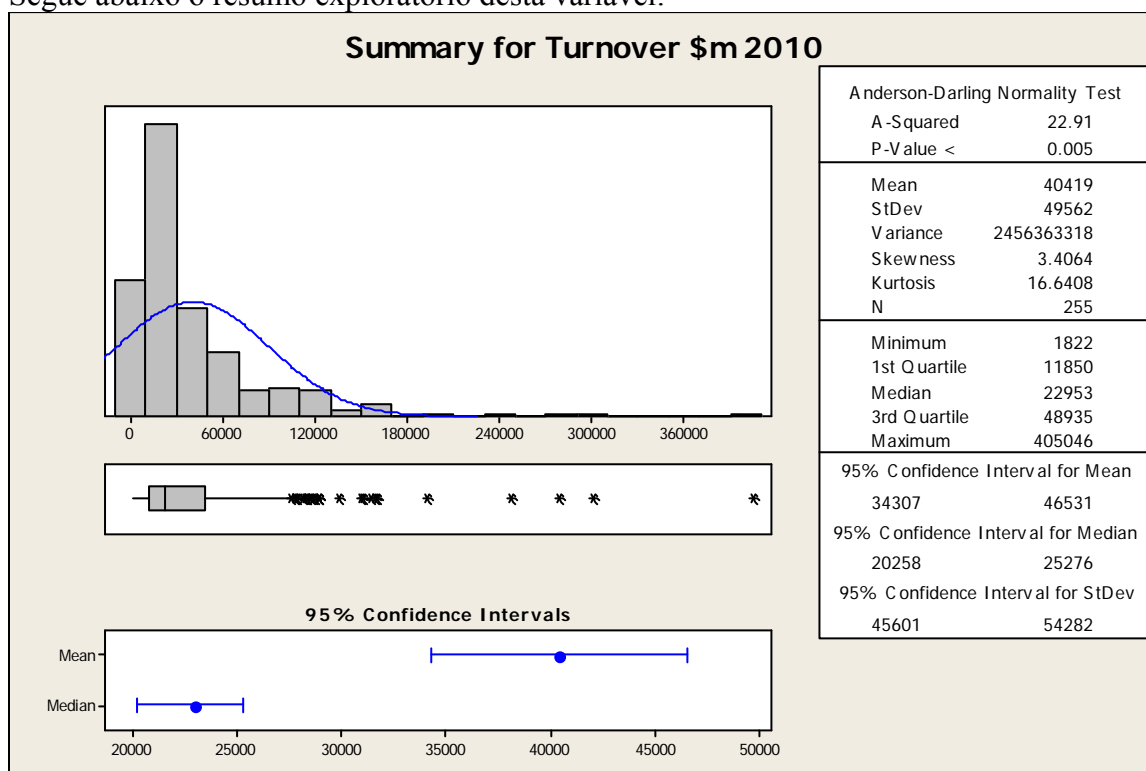 Segue abaixo o resumo exploratório desta variável.
Summary for Turnover $m 2010
0 60000 120000 180000 240000 300000 360000
95% Confidence Intervals
Mean
Median
20000 25000 30000 35000 40000 45000 50000
Anderson-Darling Normality Test
A-Squared 22.91
P-Value < 0.005
Mean 40419
StDev 49562
Variance 2456363318
Skewness 3.4064
Kurtosis 16.6408
N 255
Minimum 1822
1st Quartile 11850
Median 22953
3rd Quartile 48935
Maximum 405046
95% Confidence Interval for Mean
34307 46531
95% Confidence Interval for Median
20258 25276
95% Confidence Interval for StDev
45601 54282